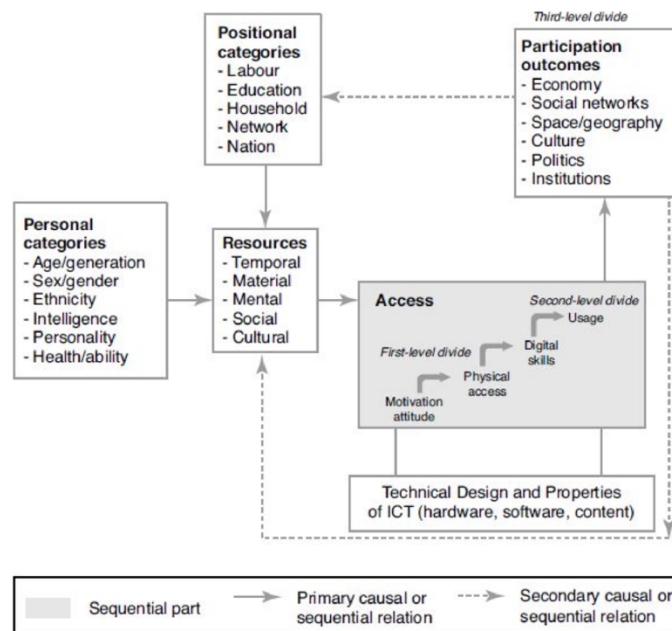 Third-level divide
Positional
categories
- Labour
- Education
- Household
- Network
- Nation
Participation
outcomes
- Economy
- Social networks
- Space/geography
- Culture
- Politics
- Institutions
Personal
categories
- Age/generation
- Sex/gender
- Ethnicity
- Intelligence
- Personality
- Health/ability
Resources
- Temporal
- Material
- Mental
- Social
- Cultural
Access
Second-level divide
Usage
Digital
skills
First-level divide
Physical
access
Motivation
attitude
Technical Design and Properties
of ICT (hardware, software, content)
Sequential part
Primary causal or
sequential relation
Secondary causal or
sequential relation